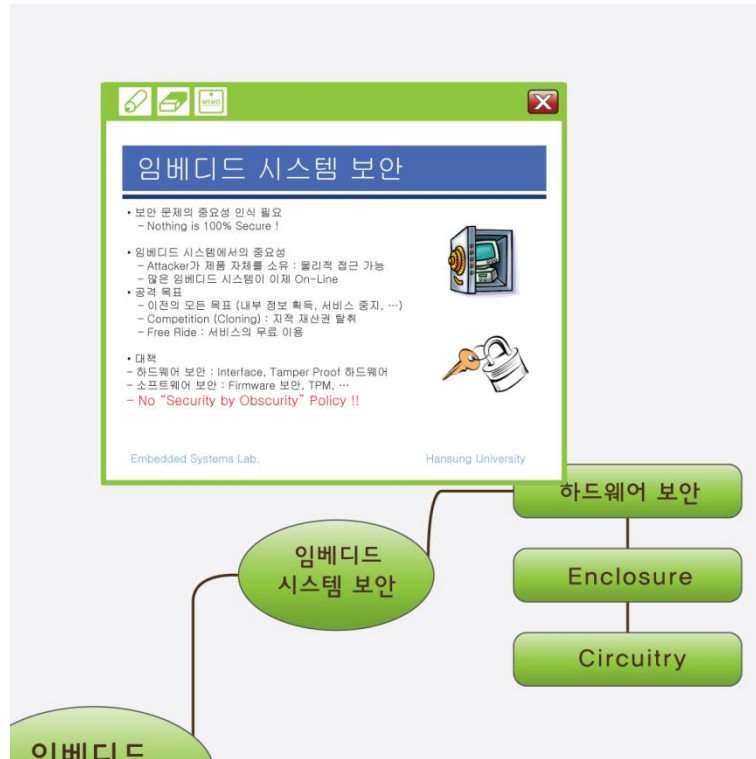 MEMO
X
임베디드 시스템 보안
• 보안 문제의 중요성 인식 필요
– Nothing is 100% Secure !
• 임베디드 시스템에서의 중요성
– Attacker가 제품 자체를 소유 : 물리적 접근 가능
– 많은 임베디드 시스템이 이제 On-Line
• 공격 목표
– 이전의 모든 목표 (내부 정보 획득, 서비스 중지, …)
– Competition (Cloning) : 지적 재산권 탈취
– Free Ride : 서비스의 무료 이용
• 대책
– 하드웨어 보안 : Interface, Tamper Proof 하드웨어
– 소프트웨어 보안 : Firmware 보안, TPM, …
– No “Security by Obscurity” Policy !!
Embedded Systems Lab.
Hansung University
하드웨어 보안
임베디드
시스템 보안
Enclosure
Circuitry
임베디드